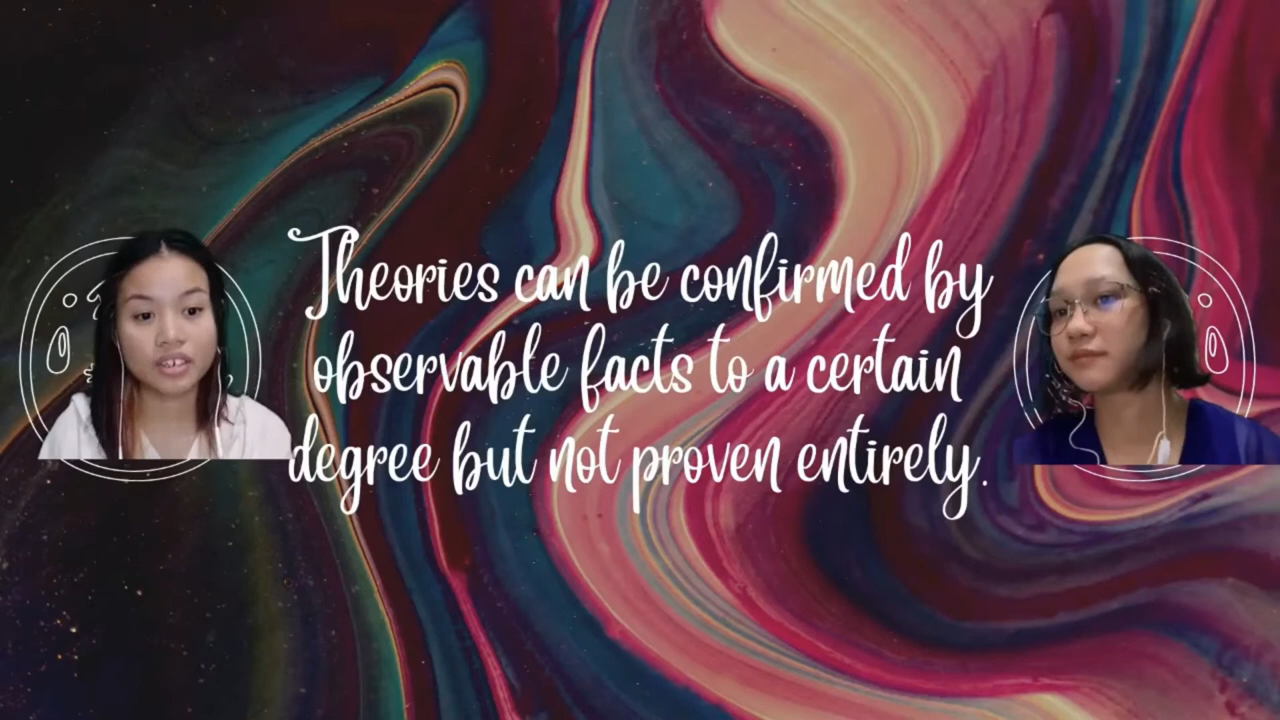 Theories can be confirmed by
observable facts to a certain
degree but not proven entirely.